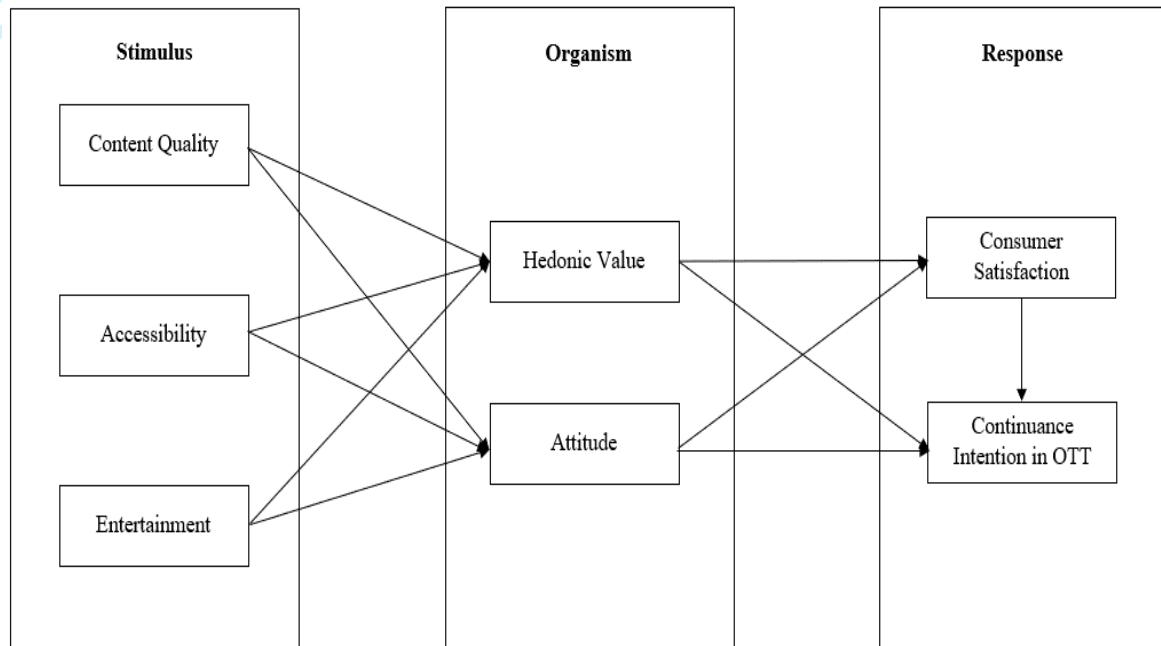 Stimulus
Content Quality
Accessibility
Entertainment
Organism
Hedonic Value
Attitude
Response
Consumer
Satisfaction
Continuance
Intention in OTT